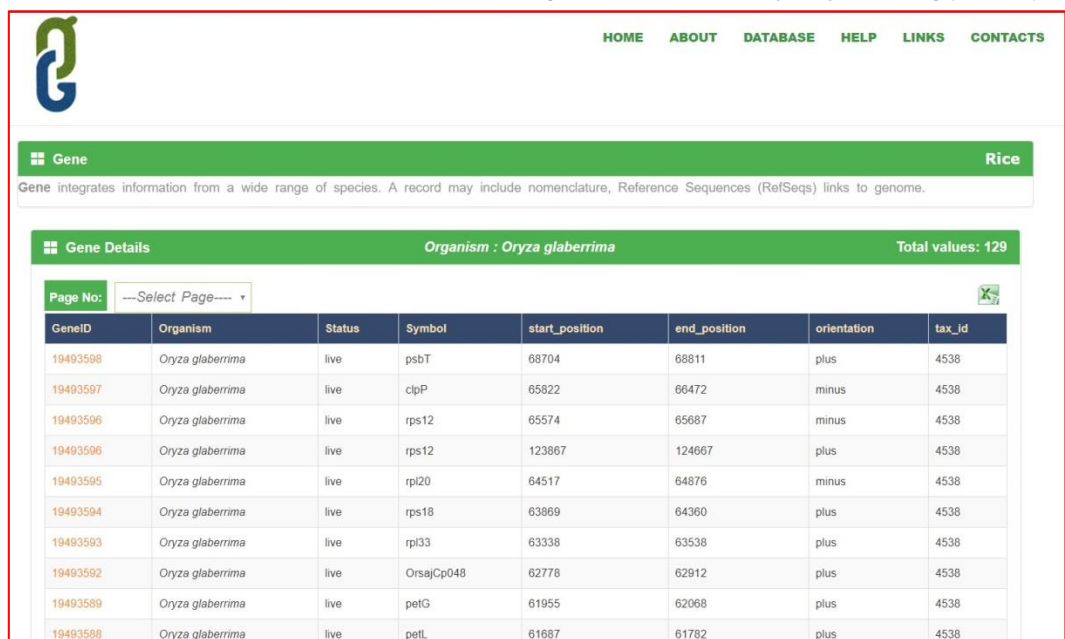 HOME ABOUT DATABASE HELP LINKS CONTACTS
Gene Rice
Gene integrates information from a wide range of species. A record may include nomenclature, Reference Sequences (RefSeqs) links to genome.
Gene Details Organism : Oryza glaberrima Total values: 129
Page No: ---Select Page----
GeneID Organism Status Symbol start_position end_position orientation tax_id
19493598 Oryza glaberrima live psbT 68704 68811 plus 4538
19493597 Oryza glaberrima live clpP 65822 66472 minus 4538
19493596 Oryza glaberrima live rps12 65574 65687 minus 4538
19493596 Oryza glaberrima live rps12 123867 124667 plus 4538
19493595 Oryza glaberrima live rpl20 64517 64876 minus 4538
19493594 Oryza glaberrima live rps18 63869 64360 plus 4538
19493593 Oryza glaberrima live rpl33 63338 63538 plus 4538
19493592 Oryza glaberrima live OrsajCp048 62778 62912 plus 4538
19493589 Oryza glaberrima live petG 61955 62068 plus 4538
19493588 Oryza glaberrima live petL 61687 61782 plus 4538